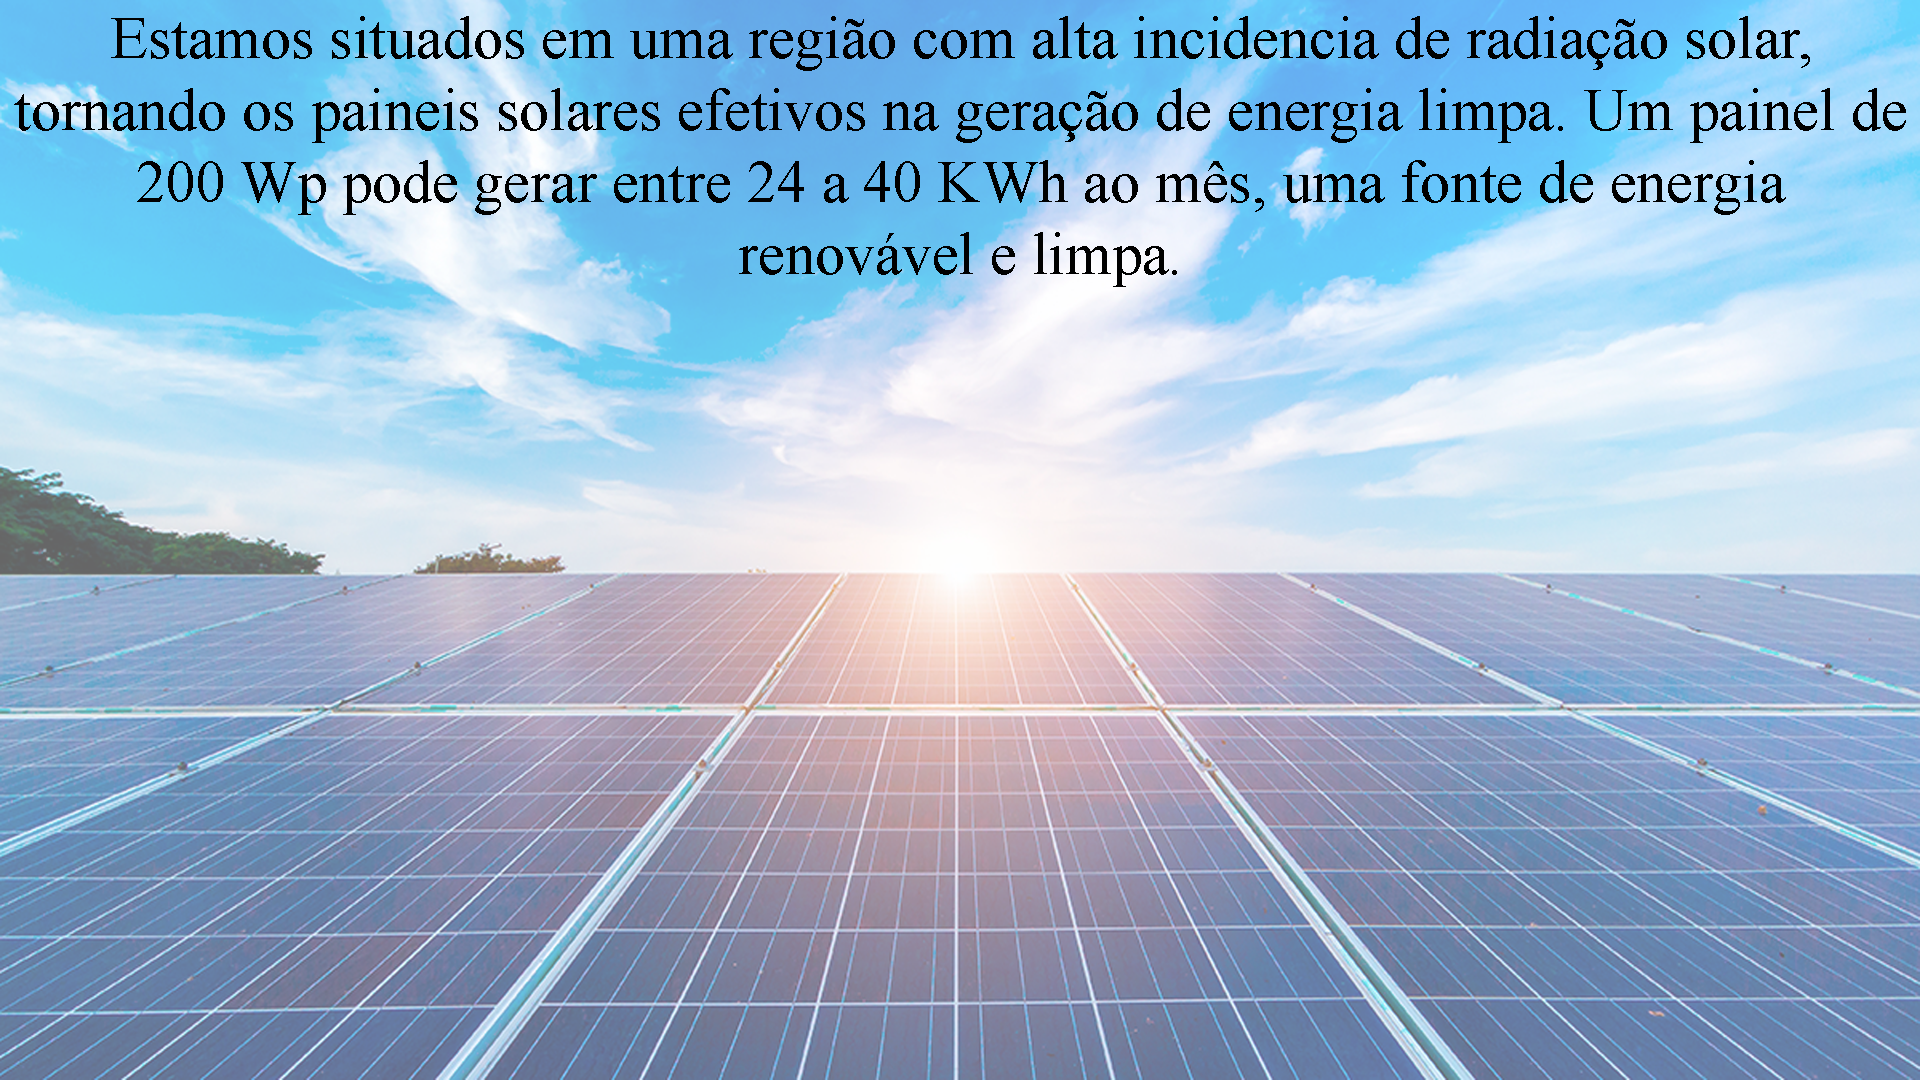 Estamos situados em uma região com alta incidencia de radiação solar,
tornando os paineis solares efetivos na geração de energia limpa. Um painel de
200 Wp pode gerar entre 24 a 40 KWh ao mês, uma fonte de energia
renovável e limpa.